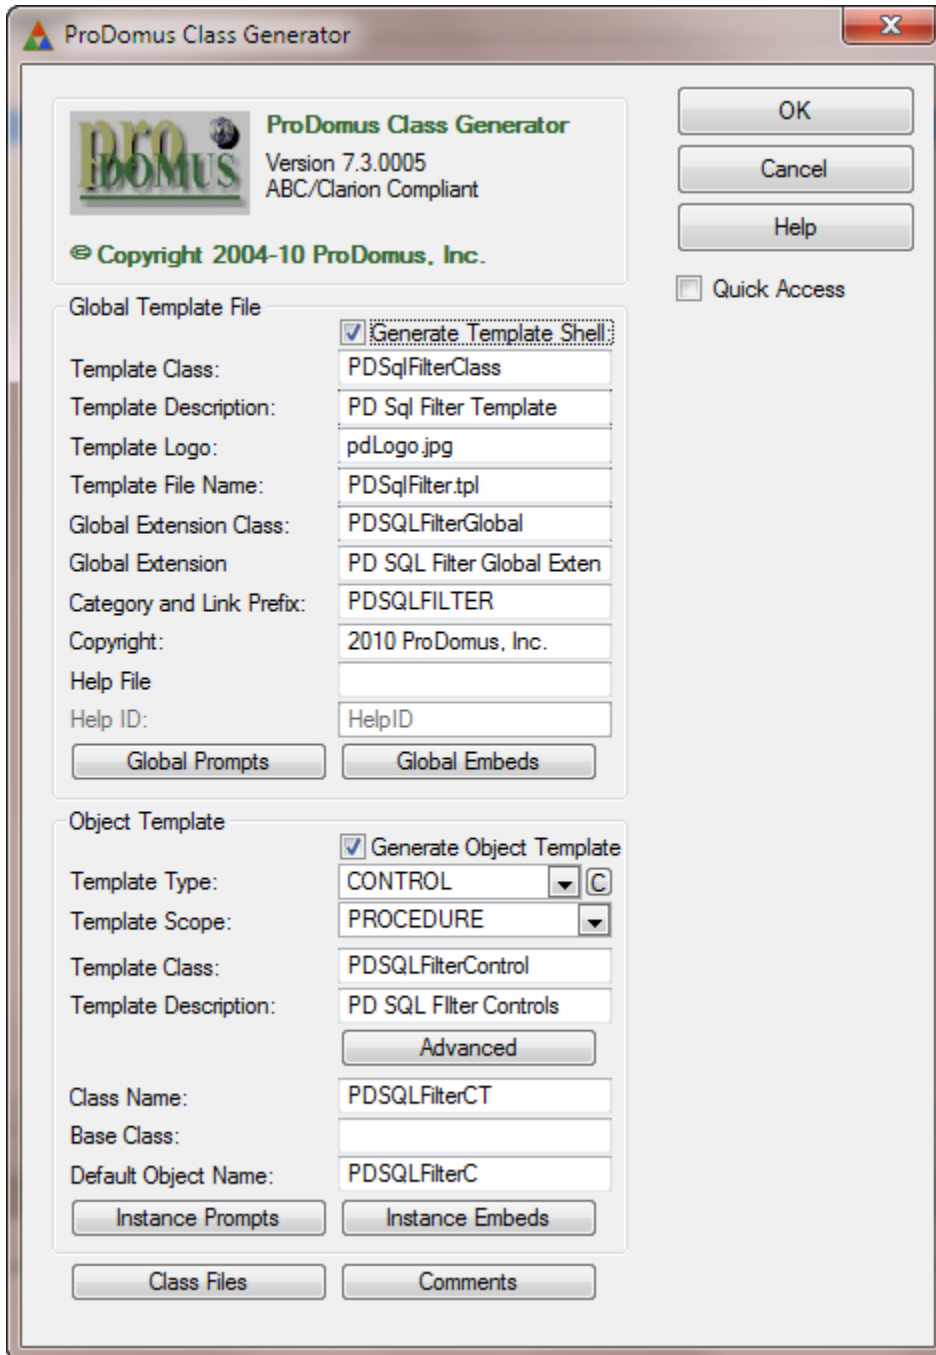 ProDomus Class Generator
pro
DOMUS
ProDomus Class Generator
Version 7.3.0005
ABC/Clarion Compliant
© Copyright 2004-10 ProDomus, Inc.
OK
Cancel
Help
Quick Access
Global Template File
Generate Template Shell
Template Class: PDSqlFilterClass
Template Description: PD Sql Filter Template
Template Logo: pdLogo.jpg
Template File Name: PDSqlFilter.tpl
Global Extension Class: PDSQLFilterGlobal
Global Extension PD SQL Filter Global Exten
Category and Link Prefix: PDSQLFILTER
Copyright: 2010 ProDomus, Inc.
Help File
Help ID: HelpID
Global Prompts Global Embeds
Object Template
Generate Object Template
Template Type: CONTROL C
Template Scope: PROCEDURE
Template Class: PDSQLFilterControl
Template Description: PD SQL FIlter Controls
Advanced
Class Name: PDSQLFilterCT
Base Class:
Default Object Name: PDSQLFilterC
Instance Prompts Instance Embeds
Class Files Comments